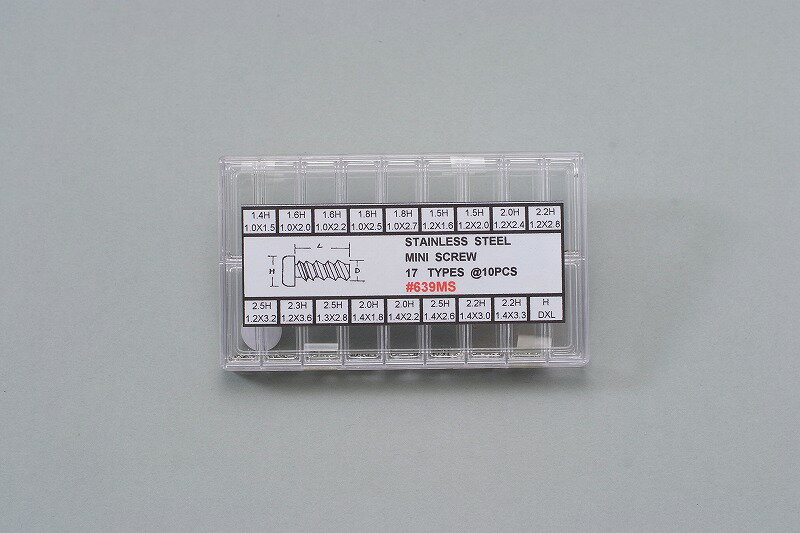 1.4H 1.6H 1.6H 1.8H 1.8H 1.5H 1.5H 2.0H 2.2H
1.0X1.5 1.0X2.0 1.0X2.2 1.0X2.5 1.0X2.7 1.2X1.6 1.2X2.0 1.2X2.4 1.2X2.8
STAINLESS STEEL
MINI SCREW
17 TYPES @10PCS
#639MS
L
H
D
2.5H 2.3H 2.5H 2.0H 2.0H 2.5H 2.2H 2.2H H
1.2X3.2 1.2X3.6 1.3X2.8 1.4X1.8 1.4X2.2 1.4X2.6 1.4X3.0 1.4X3.3 DXL